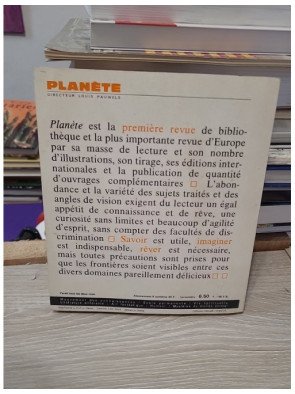 PLANÈTE
DIRECTEUR LOUIS PAUWELS
Planète est la première revue de biblio-
thèque et la plus importante revue d'Europe
par sa masse de lecture et son nombre
d'illustrations, son tirage, ses éditions inter-
nationales et la publication de quantité
d'ouvrages complémentaires □ L'abon-
dance et la variété des sujets traités et des
angles de vision exigent du lecteur un égal
appétit de connaissance et de rêve, une
curiosité sans limites et beaucoup d'agilité
d'esprit, sans compter des facultés de dis-
crimination □ Savoir est utile, imaginer
est indispensable, rêver est nécessaire,
mais toutes précautions sont prises pour
que les frontières soient visibles entre ces
divers domaines pareillement délicieux □ □